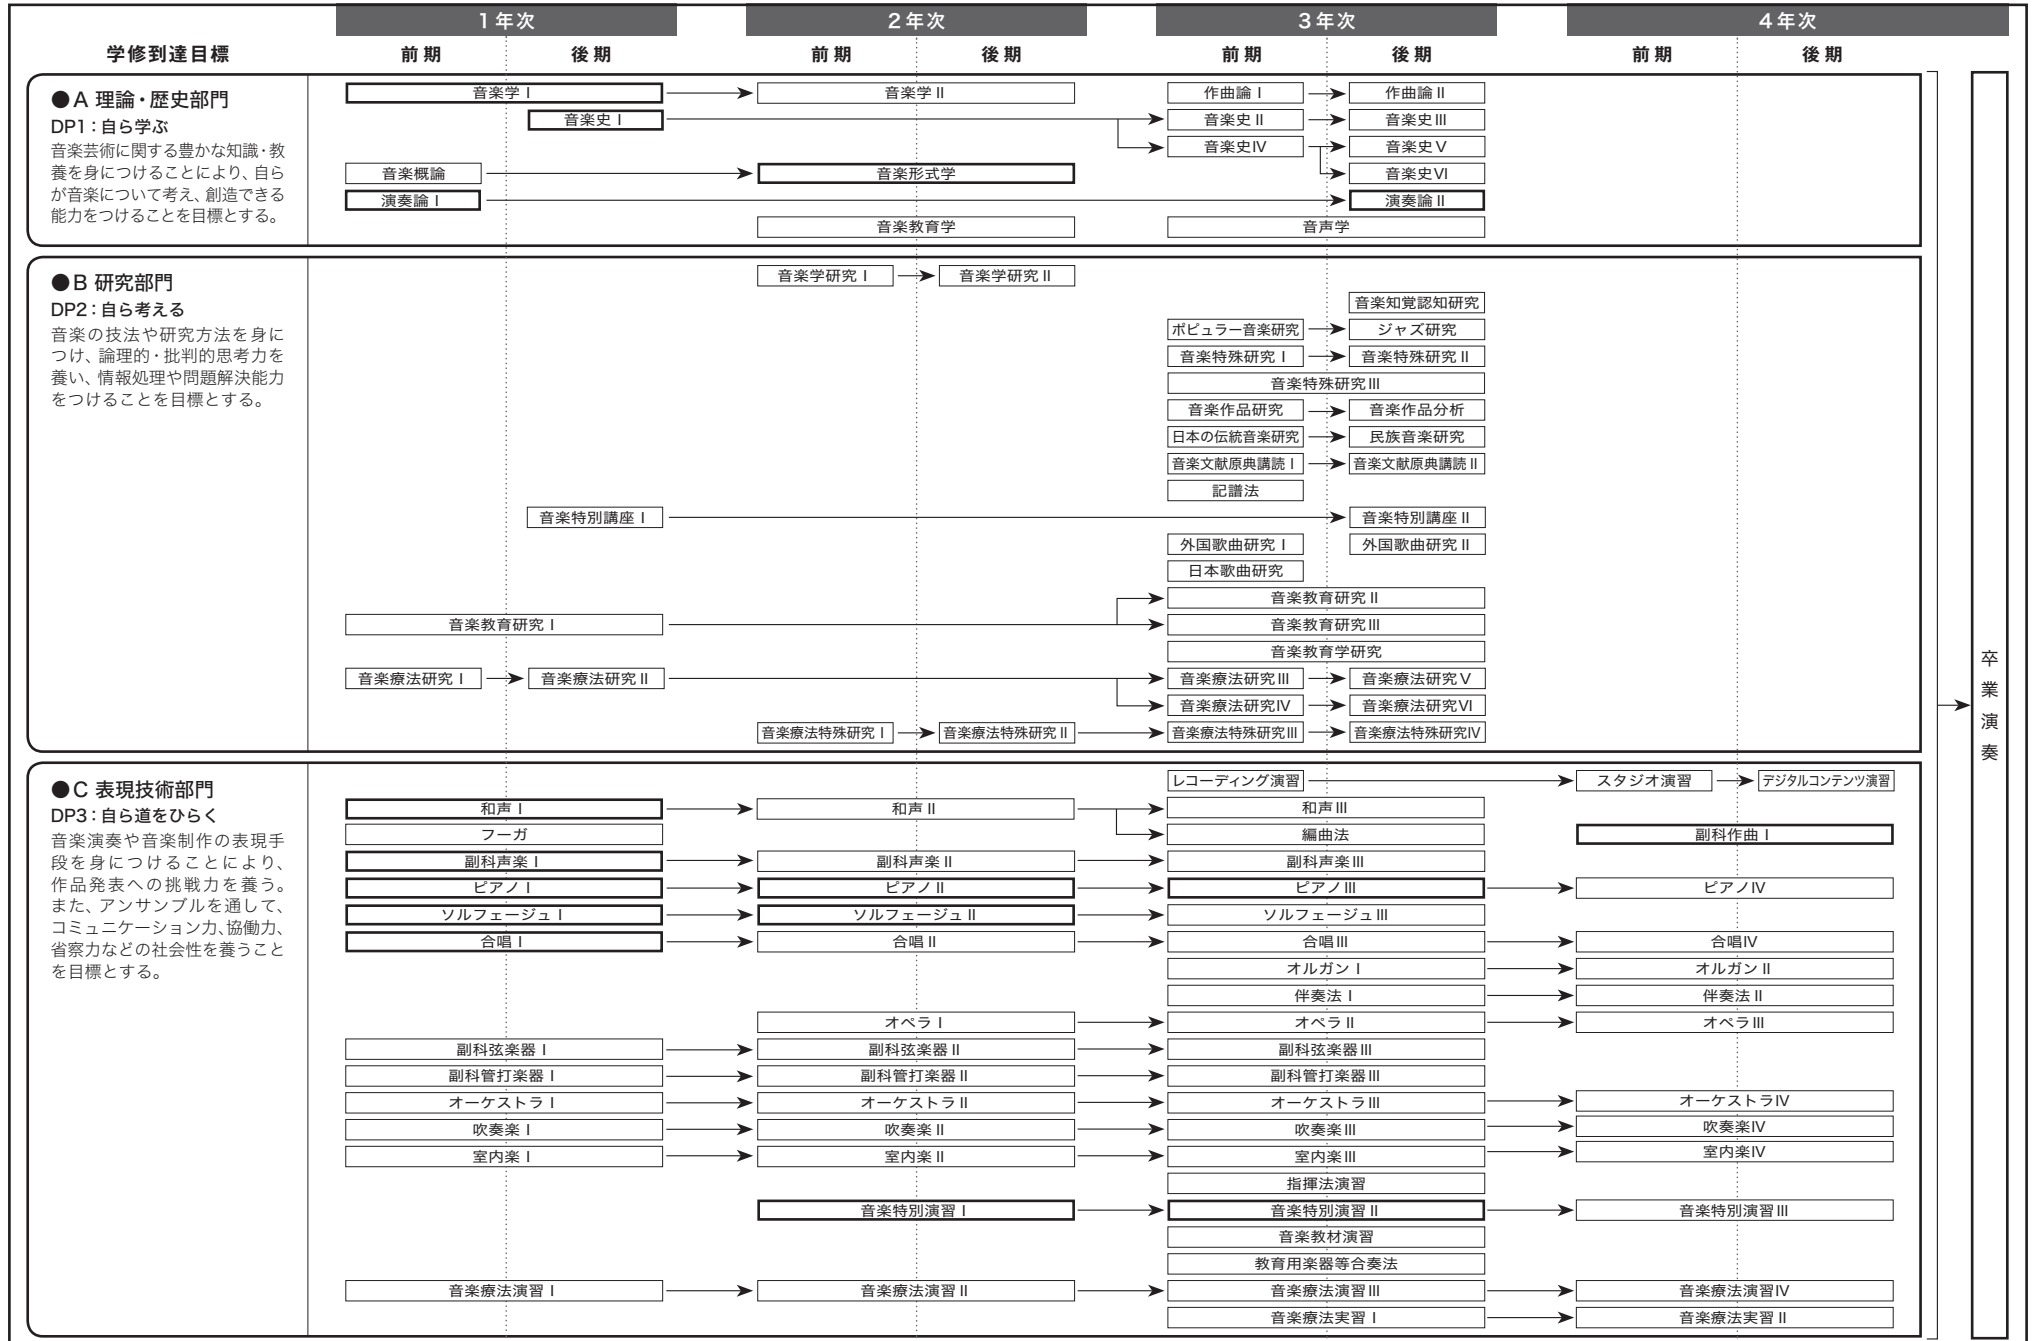 1年次 2年次 3年次 4年次
学修到達目標 前期 後期 前期 後期 前期 後期 前期 後期
●A 理論・歴史部門
DP1：自ら学ぶ
音楽芸術に関する豊かな知識・教
養を身につけることにより、自ら
が音楽について考え、創造できる
能力をつけることを目標とする。
音楽学Ⅰ 音楽学Ⅱ 作曲論Ⅰ 作曲論Ⅱ
音楽史Ⅰ 音楽史Ⅱ 音楽史Ⅲ
音楽史Ⅳ 音楽史Ⅴ
音楽概論 音楽形式学 音楽史Ⅵ
演奏論Ⅰ 演奏論Ⅱ
音楽教育学 音声学
●B 研究部門
DP2：自ら考える
音楽の技法や研究方法を身に
つけ、論理的・批判的思考力を
養い、情報処理や問題解決能力
をつけることを目標とする。
音楽学研究Ⅰ 音楽学研究Ⅱ
音楽知覚認知研究
ポピュラー音楽研究 ジャズ研究
音楽特殊研究Ⅰ 音楽特殊研究Ⅱ
音楽特殊研究Ⅲ
音楽作品研究 音楽作品分析
日本の伝統音楽研究 民族音楽研究
音楽文献原典講読Ⅰ 音楽文献原典講読Ⅱ
記譜法
音楽特別講座Ⅰ 音楽特別講座Ⅱ
外国歌曲研究Ⅰ 外国歌曲研究Ⅱ
日本歌曲研究
音楽教育研究Ⅱ
音楽教育研究Ⅰ 音楽教育研究Ⅲ
音楽教育学研究
音楽療法研究Ⅰ 音楽療法研究Ⅱ 音楽療法研究Ⅲ 音楽療法研究Ⅴ
音楽療法研究Ⅳ 音楽療法研究Ⅵ
音楽療法特殊研究Ⅰ 音楽療法特殊研究Ⅱ 音楽療法特殊研究Ⅲ 音楽療法特殊研究Ⅳ
●C 表現技術部門
DP3：自ら道をひらく
音楽演奏や音楽制作の表現手
段を身につけることにより、
作品発表への挑戦力を養う。
また、アンサンブルを通して、
コミュニケーション力、協働力、
省察力などの社会性を養うこと
を目標とする。
レコーディング演習 スタジオ演習 デジタルコンテンツ演習
和声Ⅰ 和声Ⅱ 和声Ⅲ
フーガ 編曲法 副科作曲Ⅰ
副科声楽Ⅰ 副科声楽Ⅱ 副科声楽Ⅲ
ピアノⅠ ピアノⅡ ピアノⅢ ピアノⅣ
ソルフェージュⅠ ソルフェージュⅡ ソルフェージュⅢ
合唱Ⅰ 合唱Ⅱ 合唱Ⅲ 合唱Ⅳ
オルガンⅠ オルガンⅡ
伴奏法Ⅰ 伴奏法Ⅱ
オペラⅠ オペラⅡ オペラⅢ
副科弦楽器Ⅰ 副科弦楽器Ⅱ 副科弦楽器Ⅲ
副科管打楽器Ⅰ 副科管打楽器Ⅱ 副科管打楽器Ⅲ
オーケストラⅠ オーケストラⅡ オーケストラⅢ オーケストラⅣ
吹奏楽Ⅰ 吹奏楽Ⅱ 吹奏楽Ⅲ 吹奏楽Ⅳ
室内楽Ⅰ 室内楽Ⅱ 室内楽Ⅲ 室内楽Ⅳ
指揮法演習
音楽特別演習Ⅰ 音楽特別演習Ⅱ 音楽特別演習Ⅲ
音楽教材演習
教育用楽器等合奏法
音楽療法演習Ⅰ 音楽療法演習Ⅱ 音楽療法演習Ⅲ 音楽療法演習Ⅳ
音楽療法実習Ⅰ 音楽療法実習Ⅱ
卒業演奏